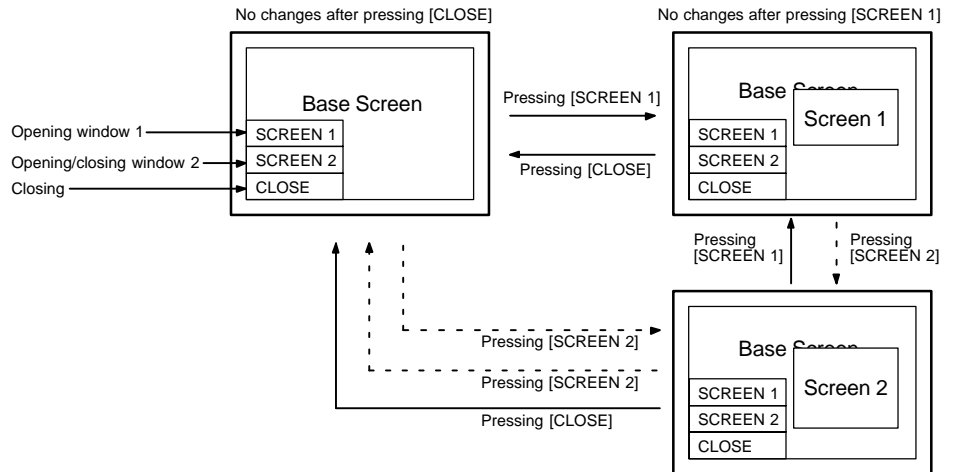 No changes after pressing [CLOSE]
No changes after pressing [SCREEN 1]
Base Screen
Opening window 1
SCREEN 1
Opening/closing window 2
SCREEN 2
Closing
CLOSE
Pressing [SCREEN 1]
Pressing [CLOSE]
Base Screen
Screen 1
SCREEN 1
SCREEN 2
CLOSE
Pressing
[SCREEN 1]
Pressing
[SCREEN 2]
Pressing [SCREEN 2]
Pressing [SCREEN 2]
Pressing [CLOSE]
Base Screen
Screen 2
SCREEN 1
SCREEN 2
CLOSE